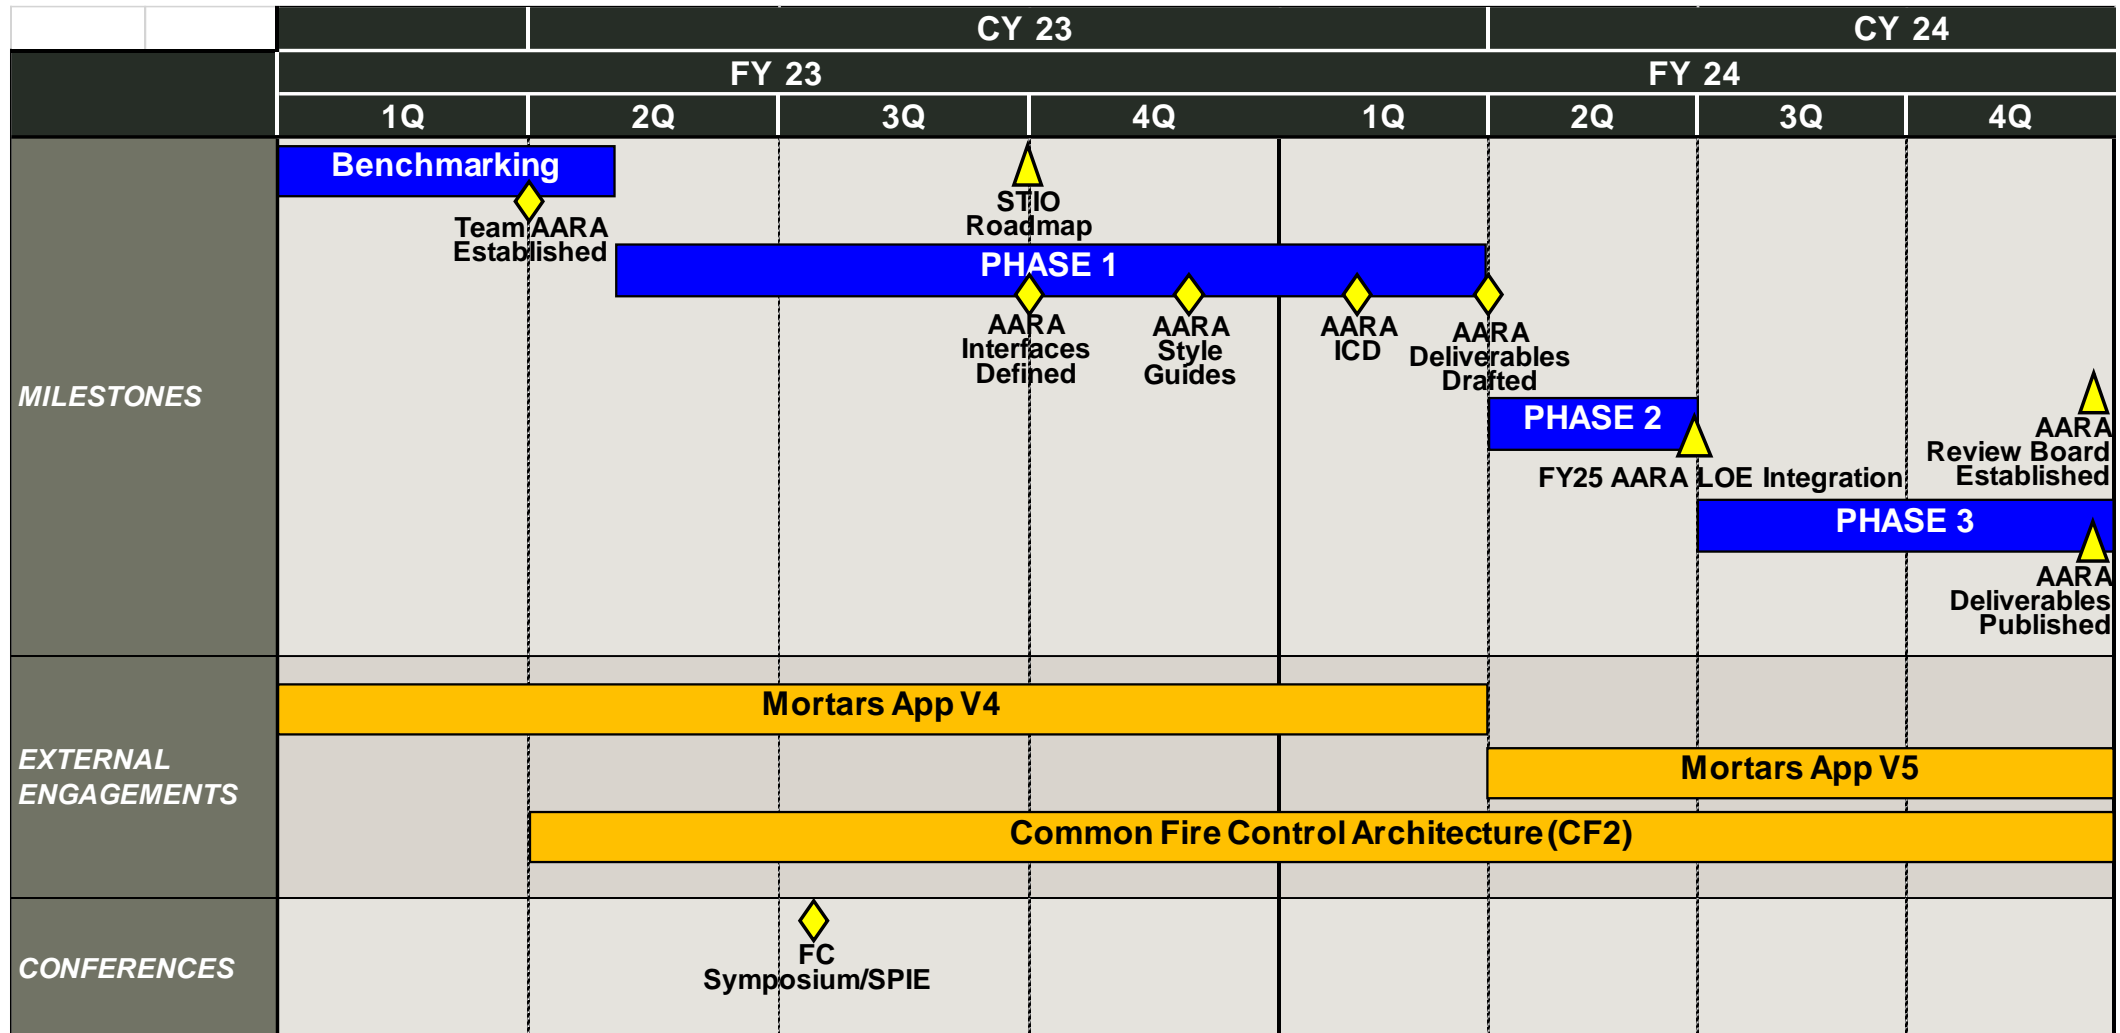 CY 23
CY 24
FY 23
FY 24
1Q
2Q
3Q
4Q
1Q
2Q
3Q
4Q
MILESTONES
Benchmarking
Team AARA
Established
STIO
Roadmap
PHASE 1
AARA
Interfaces
Defined
AARA
Style
Guides
AARA
ICD
AARA
Deliverables
Drafted
PHASE 2
FY25 AARA LOE Integration
AARA
Review Board
Established
PHASE 3
AARA
Deliverables
Published
EXTERNAL
ENGAGEMENTS
Mortars App V4
Mortars App V5
Common Fire Control Architecture (CF2)
CONFERENCES
FC
Symposium/SPIE